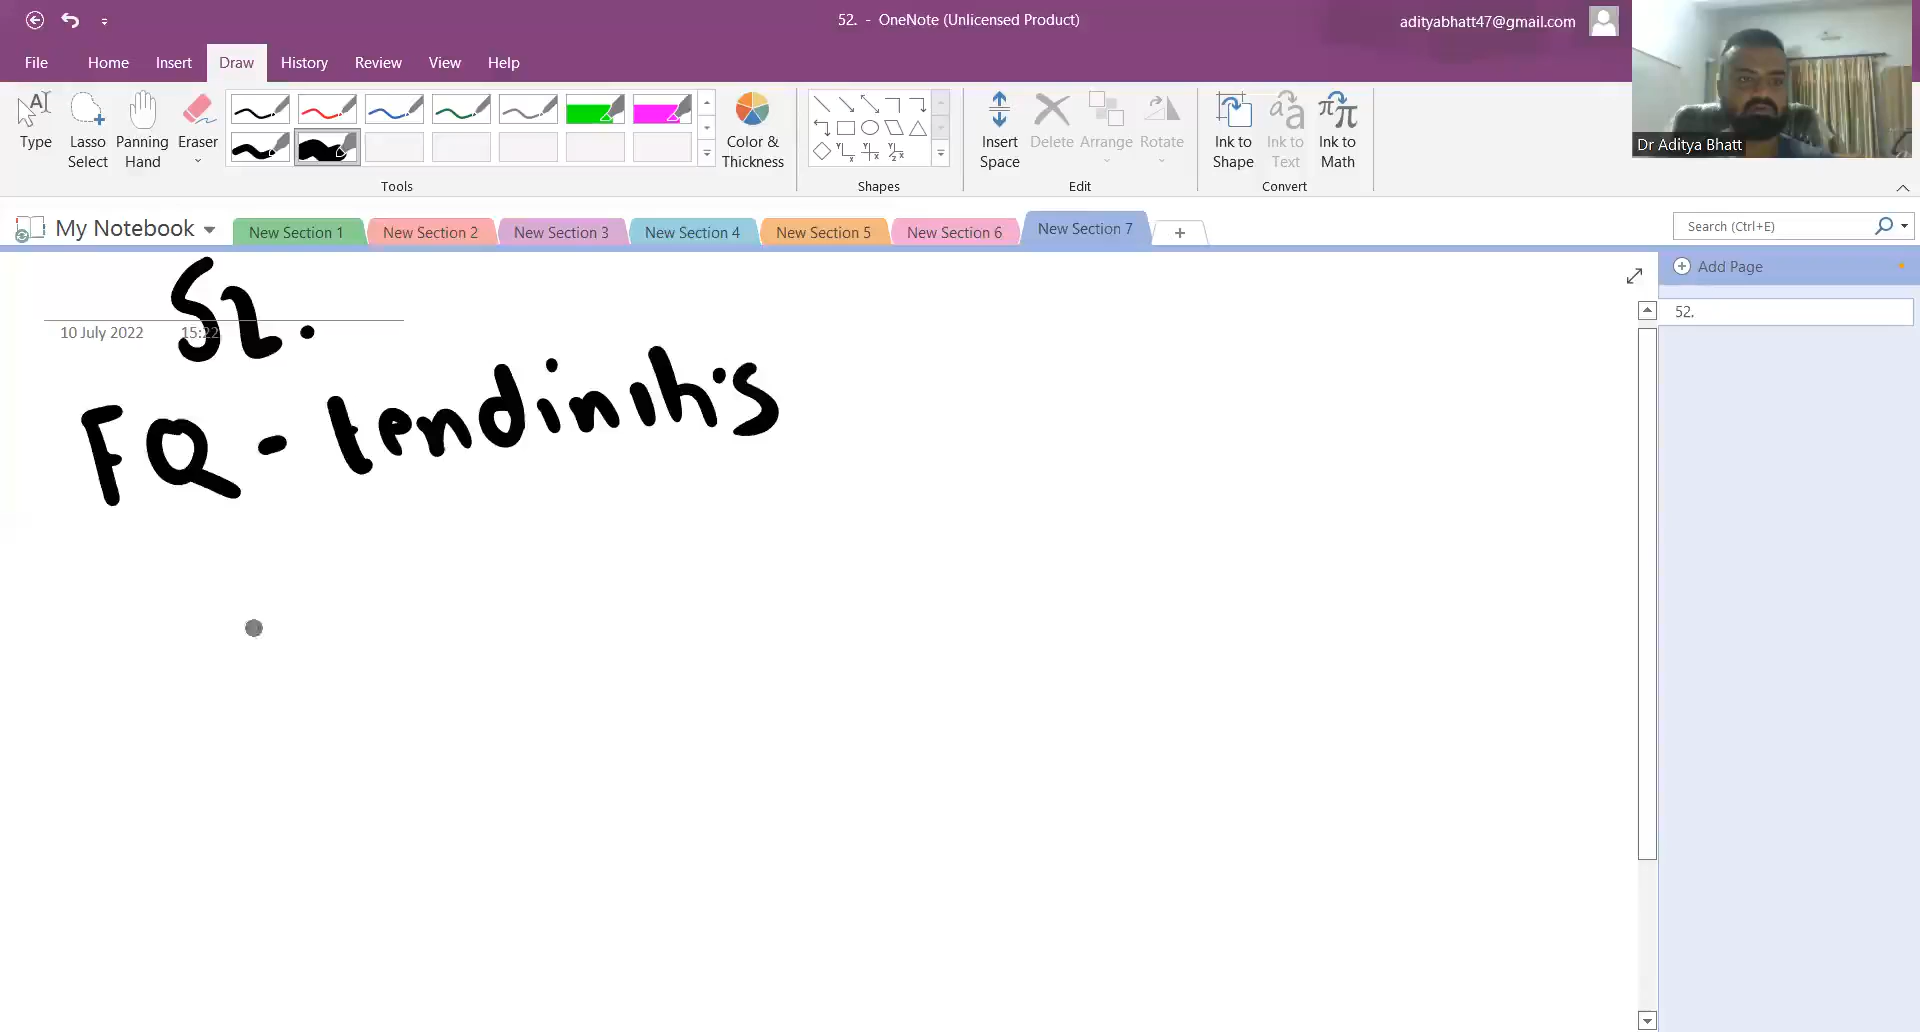 52. - OneNote (Unlicensed Product)
adityabhatt47@gmail.com
File Home Insert Draw History Review View Help
Type
Lasso Select
Panning Hand
Eraser
Color & Thickness
Insert Space
Delete
Arrange
Rotate
Ink to Shape
Ink to Text
Ink to Math
Tools
Shapes
Edit
Convert
Dr Aditya Bhatt
My Notebook
New Section 1 New Section 2 New Section 3 New Section 4 New Section 5 New Section 6 New Section 7
Search (Ctrl+E)
Add Page
52.
52.
10 July 2022 15:22
FQ - tendinitis